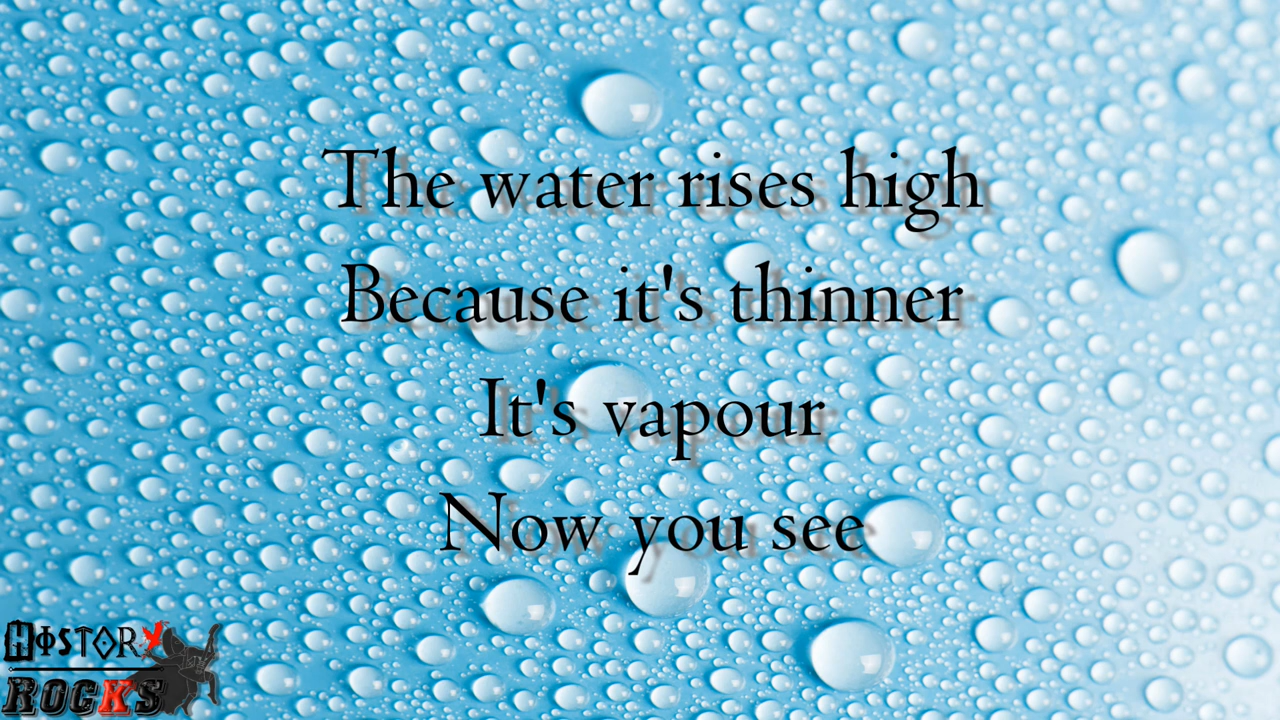 The water rises high
Because it's thinner
It's vapour
Now you see
HISTORY
ROCKS